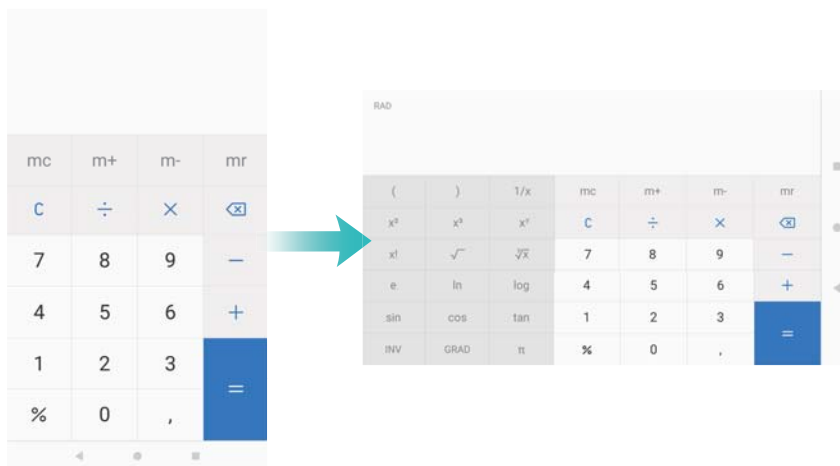 mc m+ m- mr
C ÷ ×
7 8 9 −
4 5 6 +
1 2 3
=
% 0 ,
RAD
( ) 1/x mc m+ m- mr
x² x³ xʸ C ÷ ×
x! √ ʸ√x 7 8 9 −
e ln log 4 5 6 +
sin cos tan 1 2 3
=
INV GRAD π % 0 ,